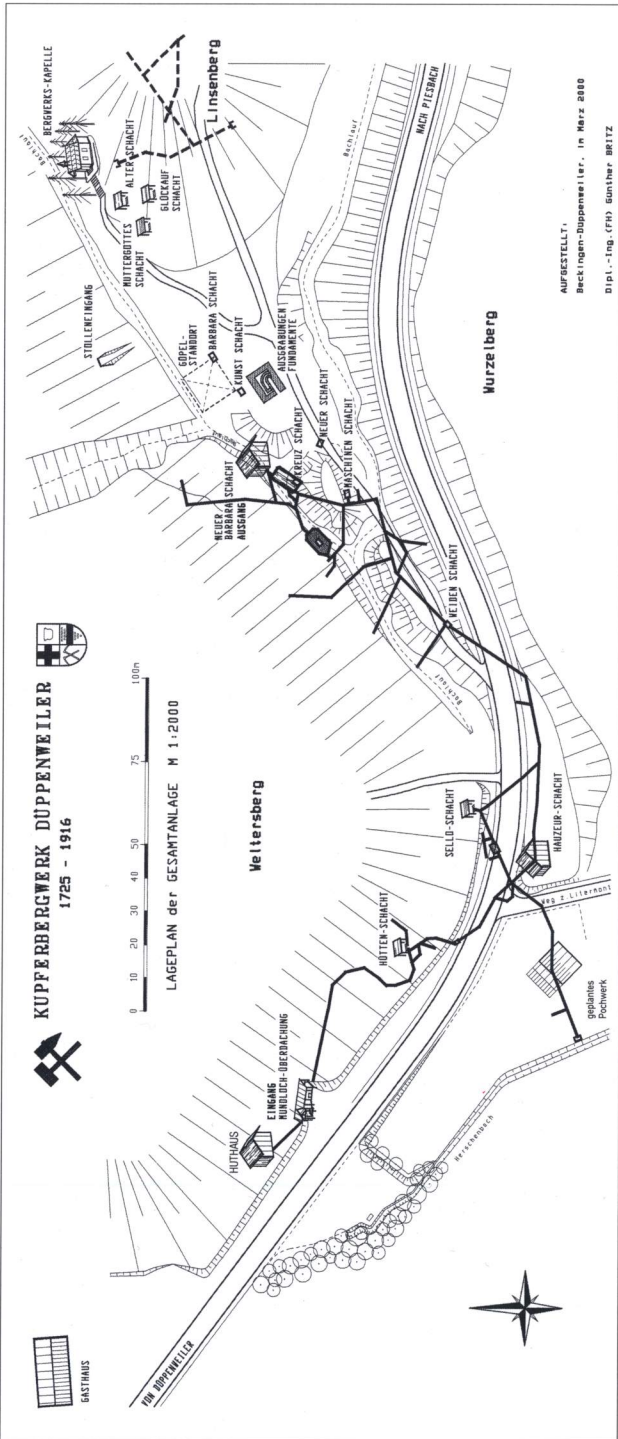 KUPFERBERGWERK DÜPPENWEILER
1725 - 1916
0 10 20 30 40 50 75 100m
LAGEPLAN der GESAMTANLAGE M 1:2000
GASTHAUS
VON DÜPPENWEILER
HUTHAUS
EINGANG
MUNDLOCH-ÜBERDACHUNG
HÜTTEN-SCHACHT
Weltersberg
SELLO-SCHACHT
HAUZEUR-SCHACHT
Weg z Litermont
geplantes
Pochwerk
Herschenbach
Bachlauf
WEIDEN SCHACHT
NEUER
BARBARA SCHACHT
AUSGANG
KREUZ SCHACHT
MASCHINEN SCHACHT
NEUER SCHACHT
AUSGRABUNGEN
FUNDAMENTE
KUNST SCHACHT
BARBARA SCHACHT
GÖPEL-
STANDORT
STOLLENEINGANG
MUTTERGOTTES
SCHACHT
ALTER SCHACHT
GLÜCKAUF
SCHACHT
BERGWERKS-KAPELLE
Bachlauf
Linsenberg
Bachlauf
NACH PIESBACH
Wurzelberg
AUFGESTELLT:
Beckingen-Düppenweiler, im März 2000
Dipl.-Ing.(FH) Günther BRITZ